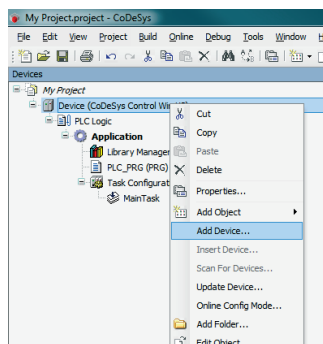 My Project.project - CoDeSys
File Edit View Project Build Online Debug Tools Window
Devices
My Project
Device (CoDeSys Control
PLC Logic
Application
Library Manager
PLC_PRG (PRG)
Task Configurat
MainTask
Cut
Copy
Paste
Delete
Properties...
Add Object
Add Device...
Insert Device...
Scan For Devices...
Update Device...
Online Config Mode...
Add Folder...
Edit Object